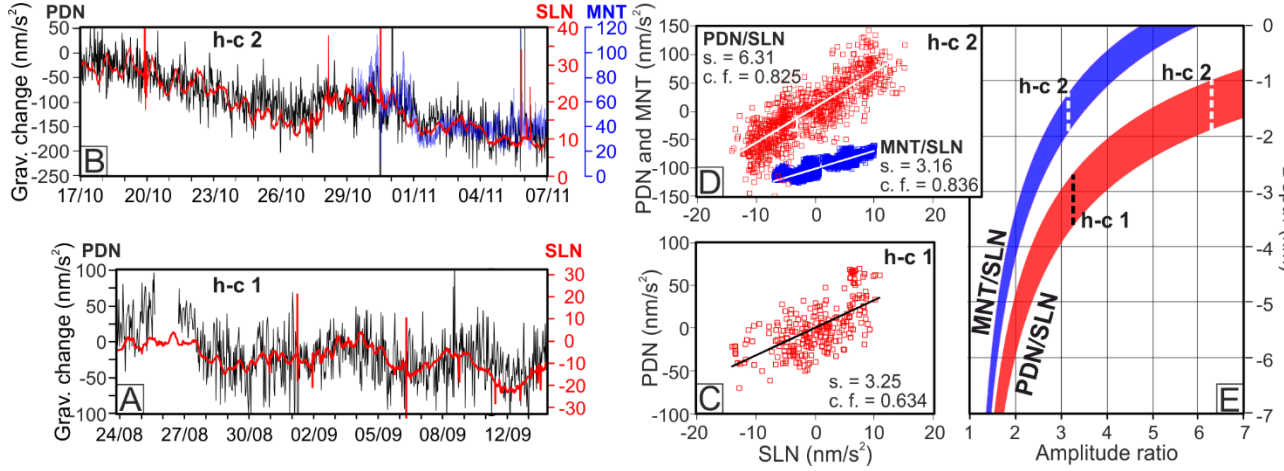 PDN
SLN MNT
h-c 2
Grav. change (nm/s²)
50
0
-50
-100
-150
-200
-250
40
30
20
10
0
120
100
80
60
40
20
0
B
17/10 20/10 23/10 26/10 29/10 01/11 04/11 07/11
PDN
SLN
h-c 1
Grav. change (nm/s²)
100
50
0
-50
100
30
20
10
0
-10
-20
-30
A
24/08 27/08 30/08 02/09 05/09 08/09 12/09
PDN and MNT (nm/s²)
150
100
50
0
-50
-100
-150
PDN/SLN
h-c 2
s. = 6.31
c. f. = 0.825
MNT/SLN
s. = 3.16
c. f. = 0.836
D
-20 -10 0 10 20
PDN (nm/s²)
100
50
0
-50
-100
h-c 1
s. = 3.25
c. f. = 0.634
C
-20 -10 0 10 20
SLN (nm/s²)
h-c 2
h-c 2
h-c 1
MNT/SLN
PDN/SLN
E
0
-1
-2
-3
-4
-5
-6
-7
1 2 3 4 5 6 7
Amplitude ratio